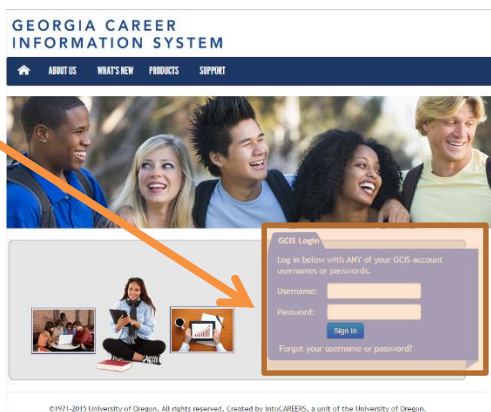 GEORGIA CAREER
INFORMATION SYSTEM
ABOUT US WHAT'S NEW PRODUCTS SUPPORT
GCIS Login
Log in below with ANY of your GCIS account
usernames or passwords.
Username:
Password:
Sign In
Forgot your username or password?
©1971-2015 University of Oregon. All rights reserved. Created by intoCAREERS, a unit of the University of Oregon.